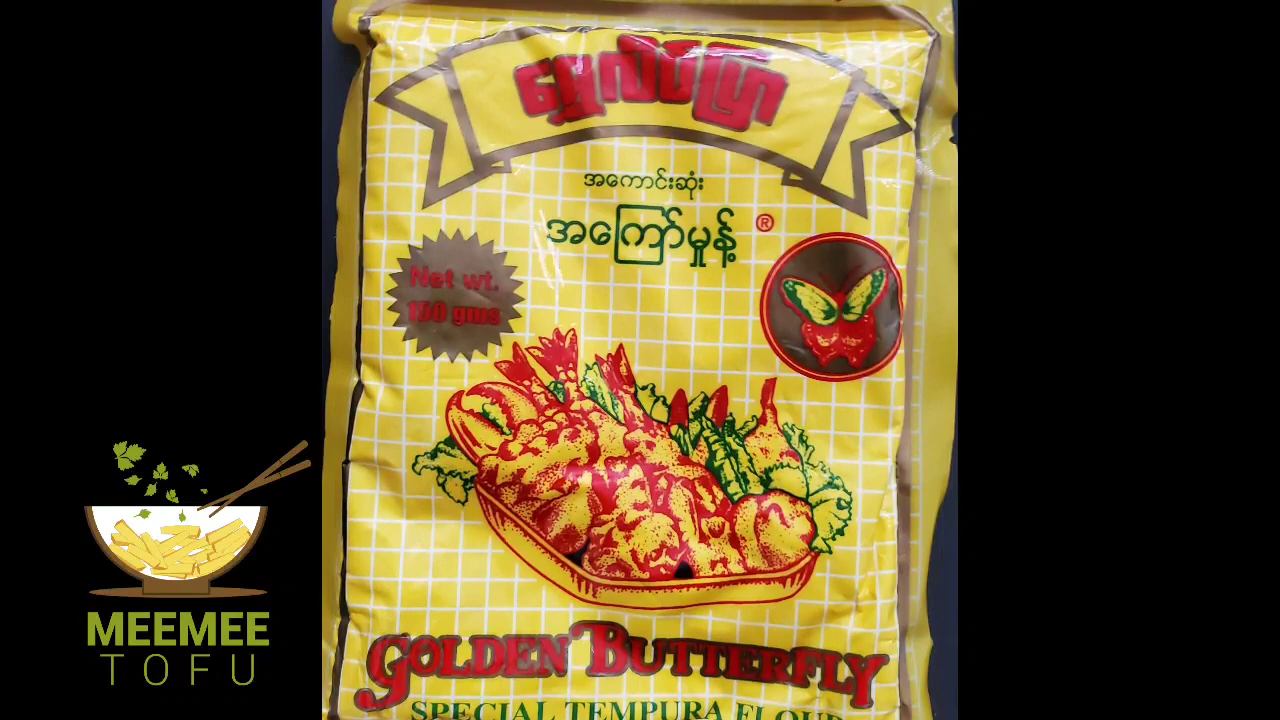 ရွှေလိပ်ပြာ
အကောင်းဆုံး
အကြော်မှုန့်
®
Net wt.
150 gms
GOLDEN BUTTERFLY
SPECIAL TEMPURA FLOUR
MEEMEE
TOFU